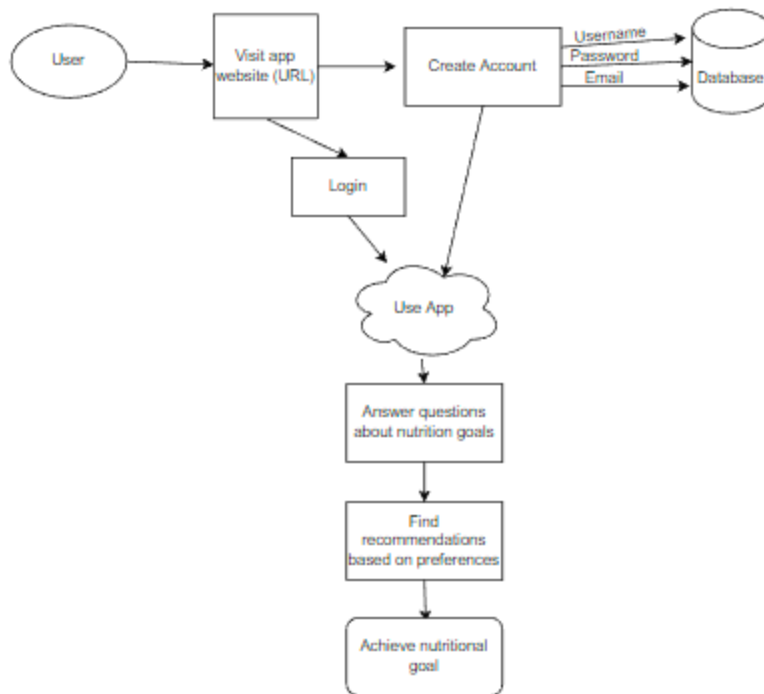 User
Visit app
website (URL)
Create Account
Username
Password
Email
Database
Login
Use App
Answer questions
about nutrition goals
Find
recommendations
based on preferences
Achieve nutritional
goal